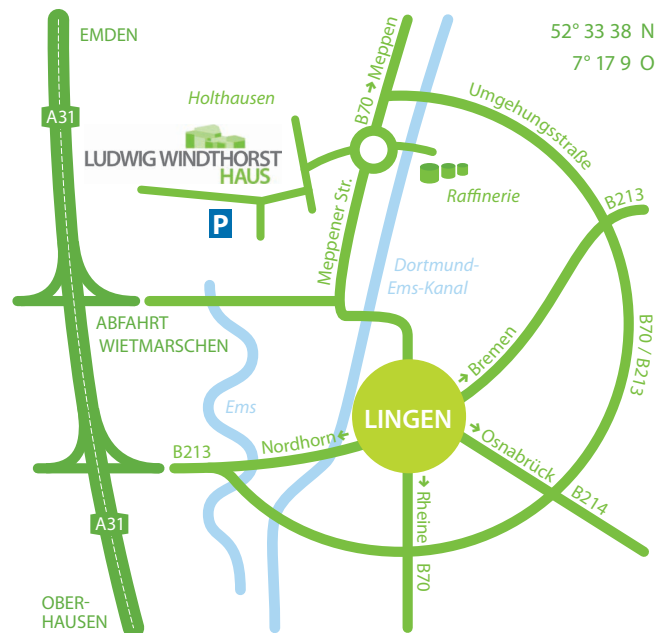 EMDEN
52° 33 38 N
7° 17 9 O
A31
Holthausen
B70 → Meppen
Umgehungsstraße
LUDWIG WINDTHORST
HAUS
P
Raffinerie
B213
Meppener Str.
Dortmund-
Ems-Kanal
ABFAHRT
WIETMARSCHEN
→ Bremen
B70 / B213
Ems
LINGEN
B213
Nordhorn ←
→ Osnabrück
B214
→ Rheine
B70
A31
OBER-
HAUSEN